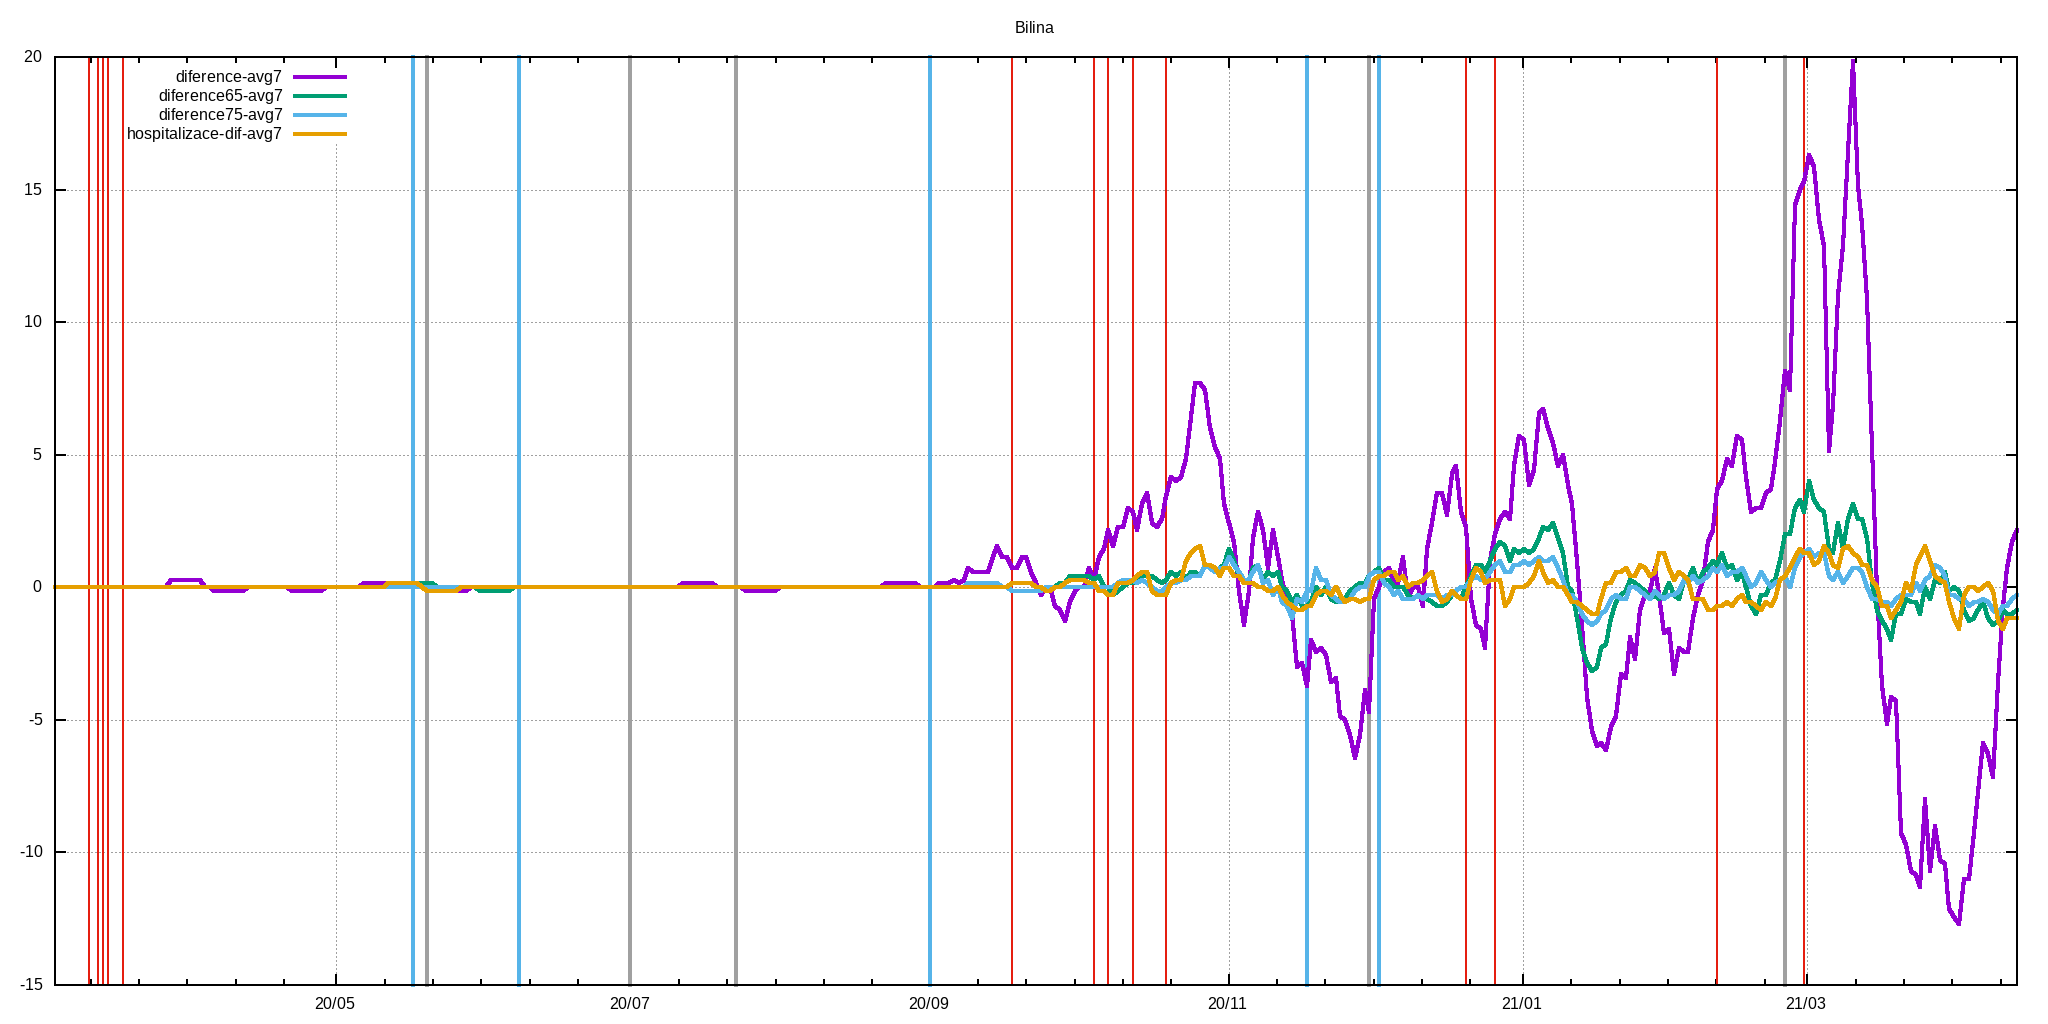 Bilina
20
diference-avg7
diference65-avg7
diference75-avg7
hospitalizace-dif-avg7
15
10
5
0
-5
-10
-15
20/05 20/07 20/09 20/11 21/01 21/03